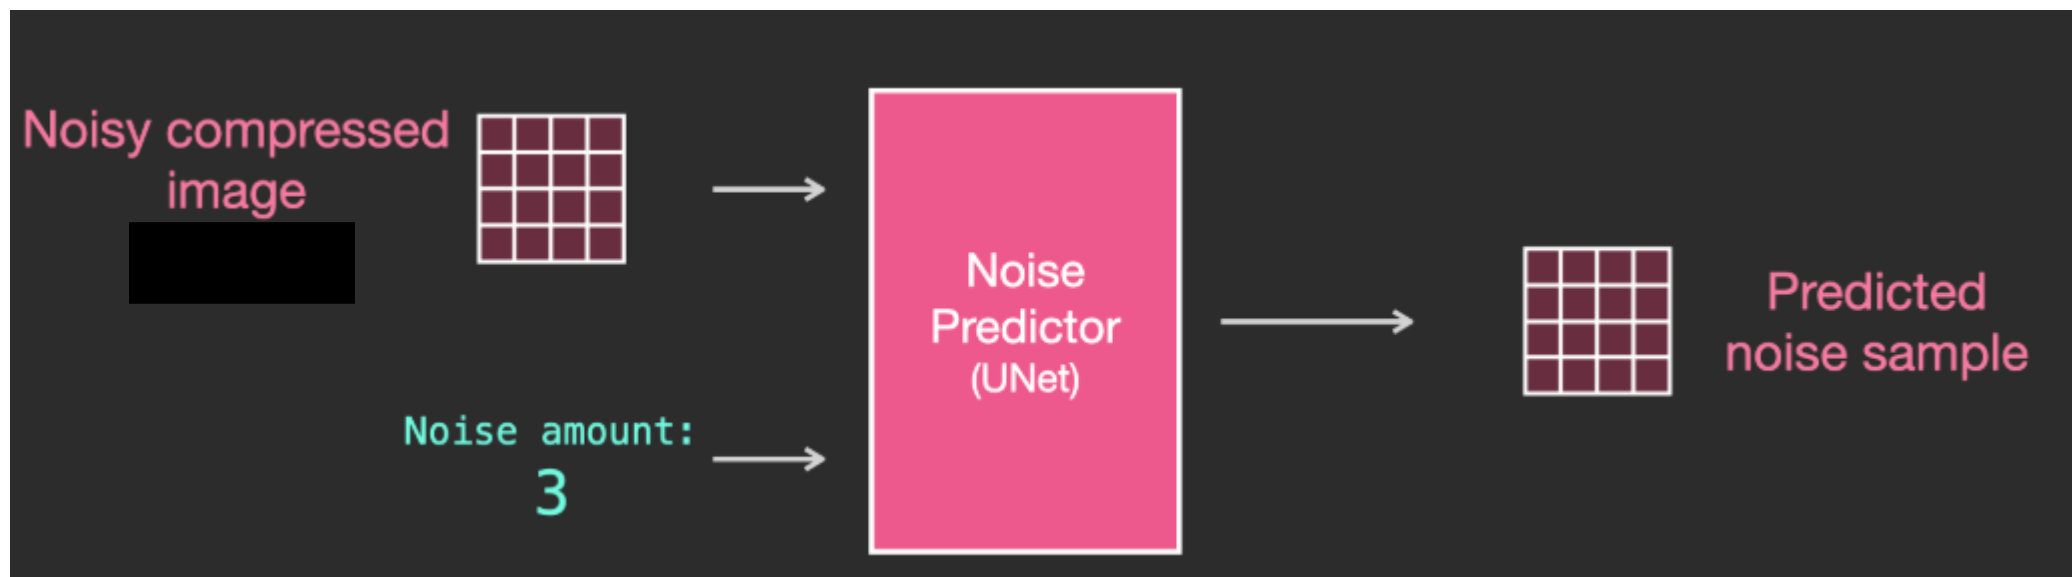 Noisy compressed
image
Noise amount:
3
Noise
Predictor
(UNet)
Predicted
noise sample